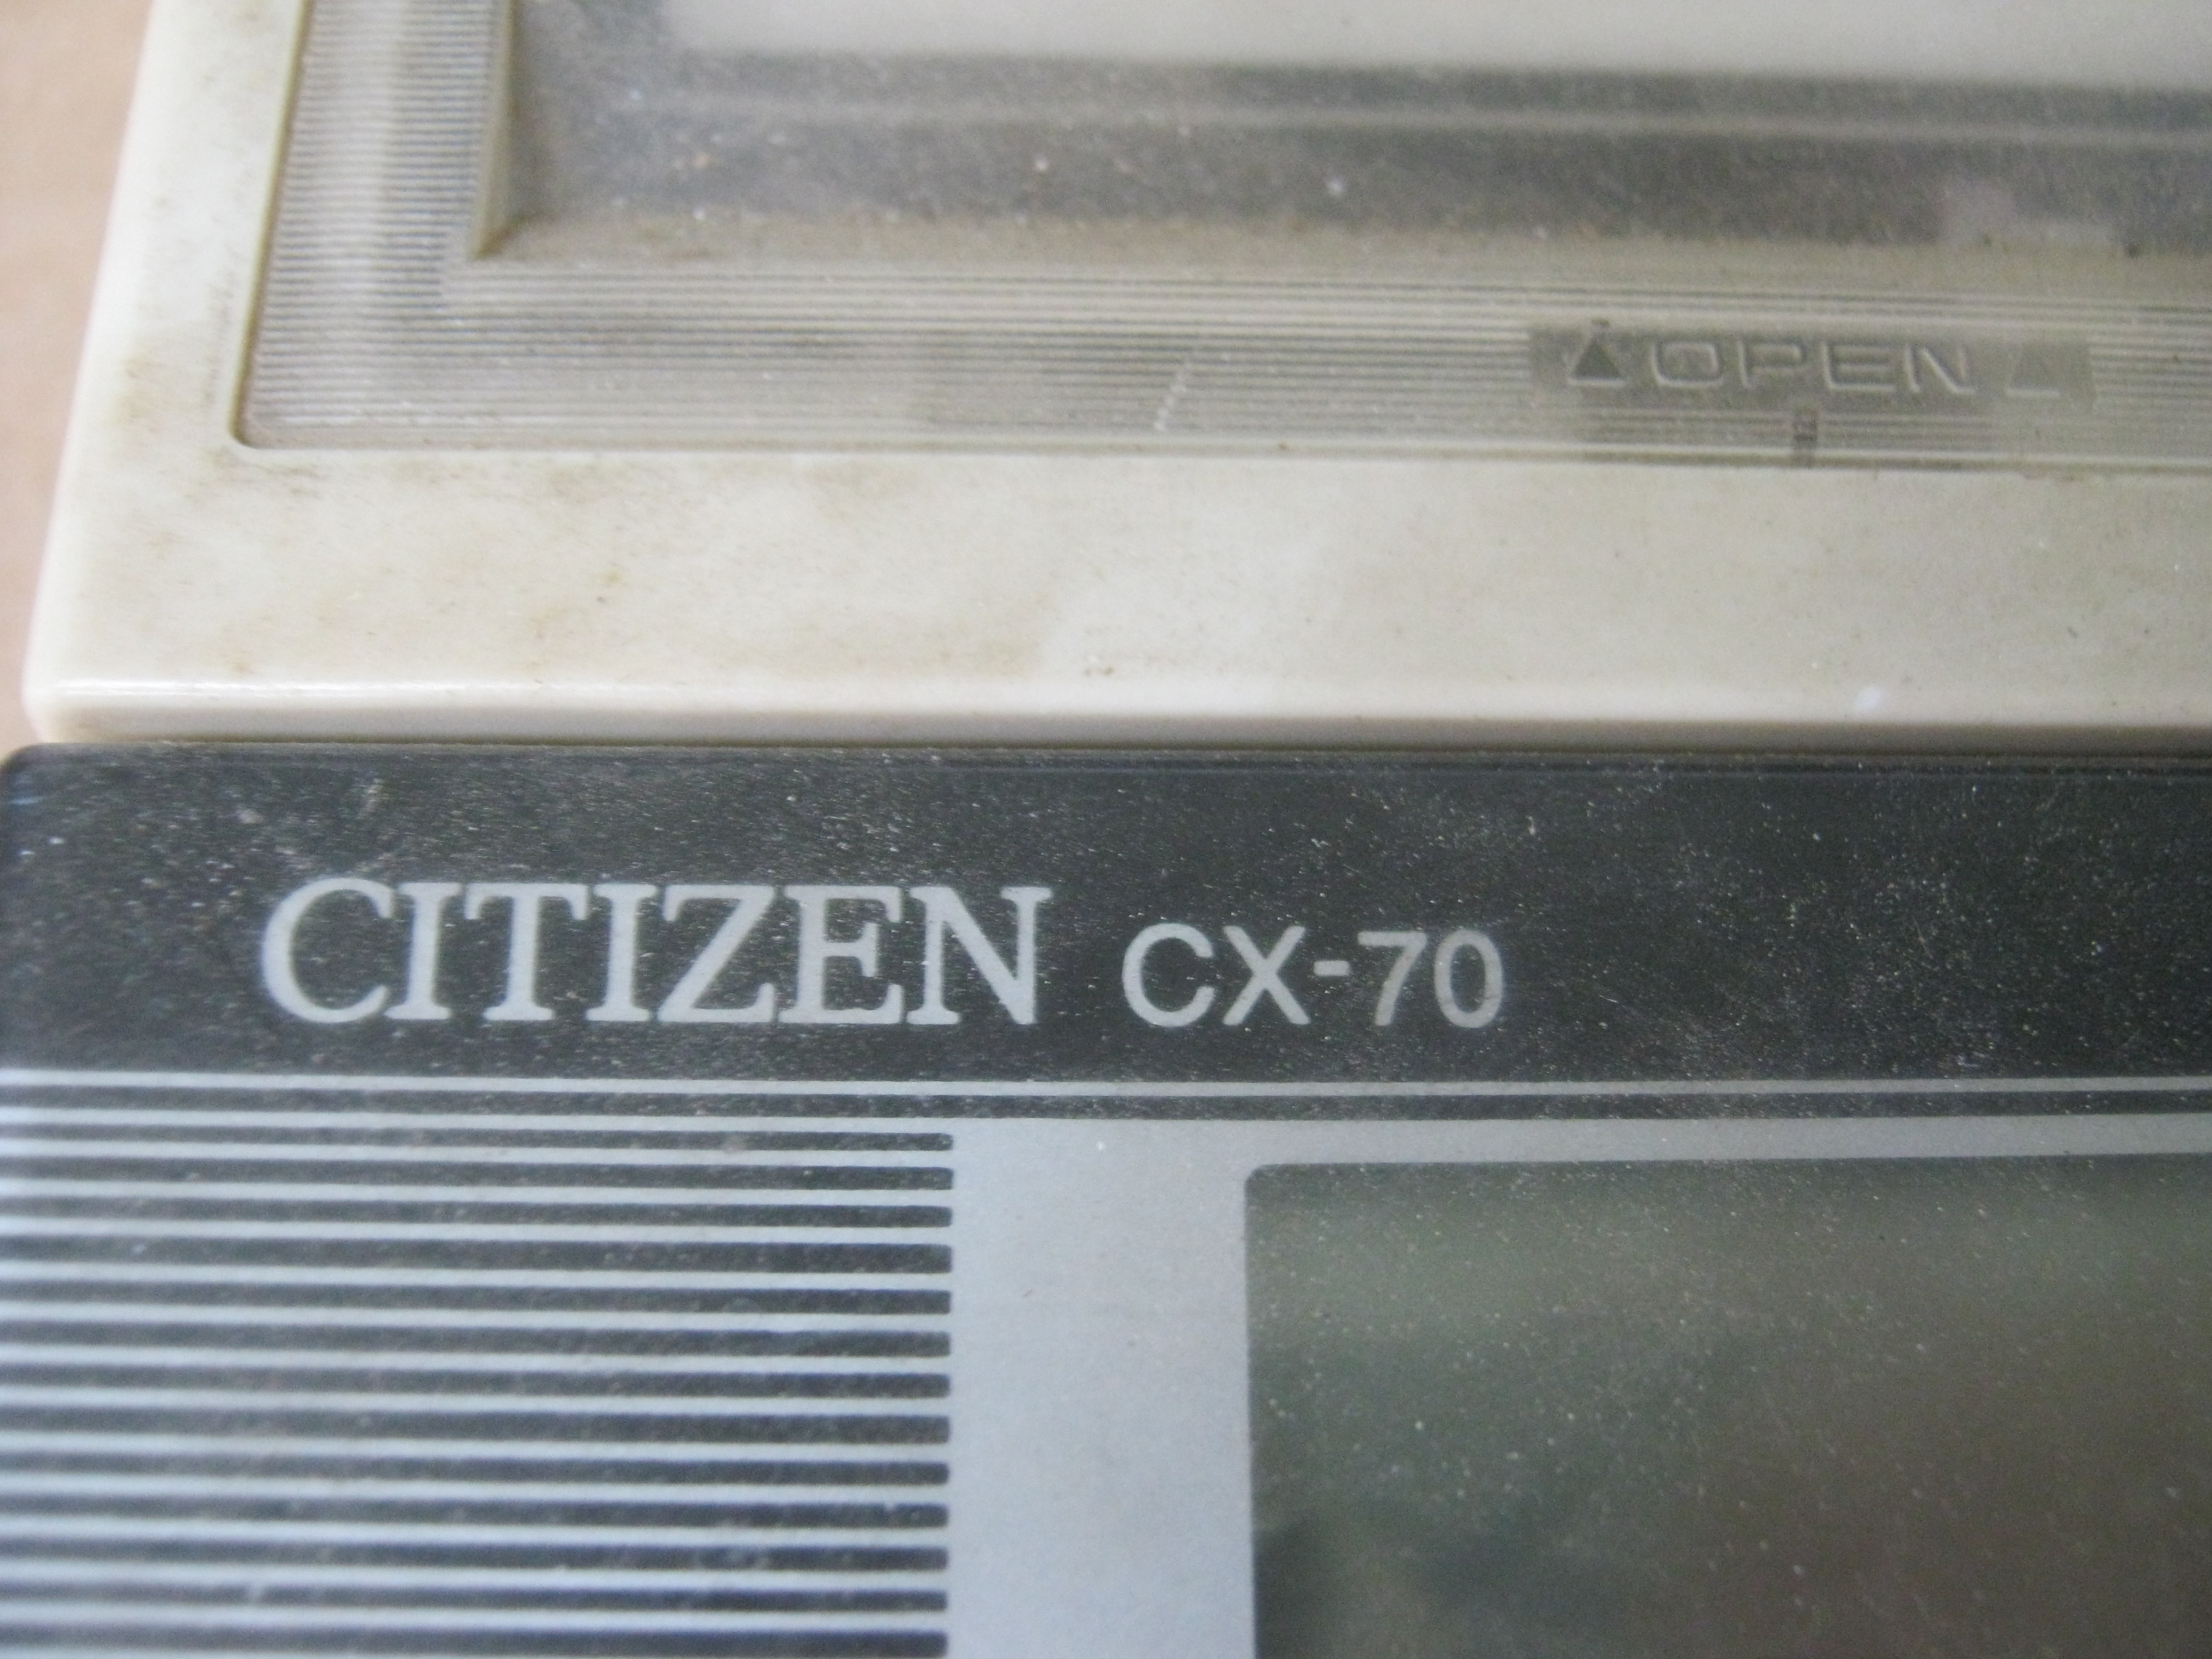 ▲ OPEN △
CITIZEN CX-70